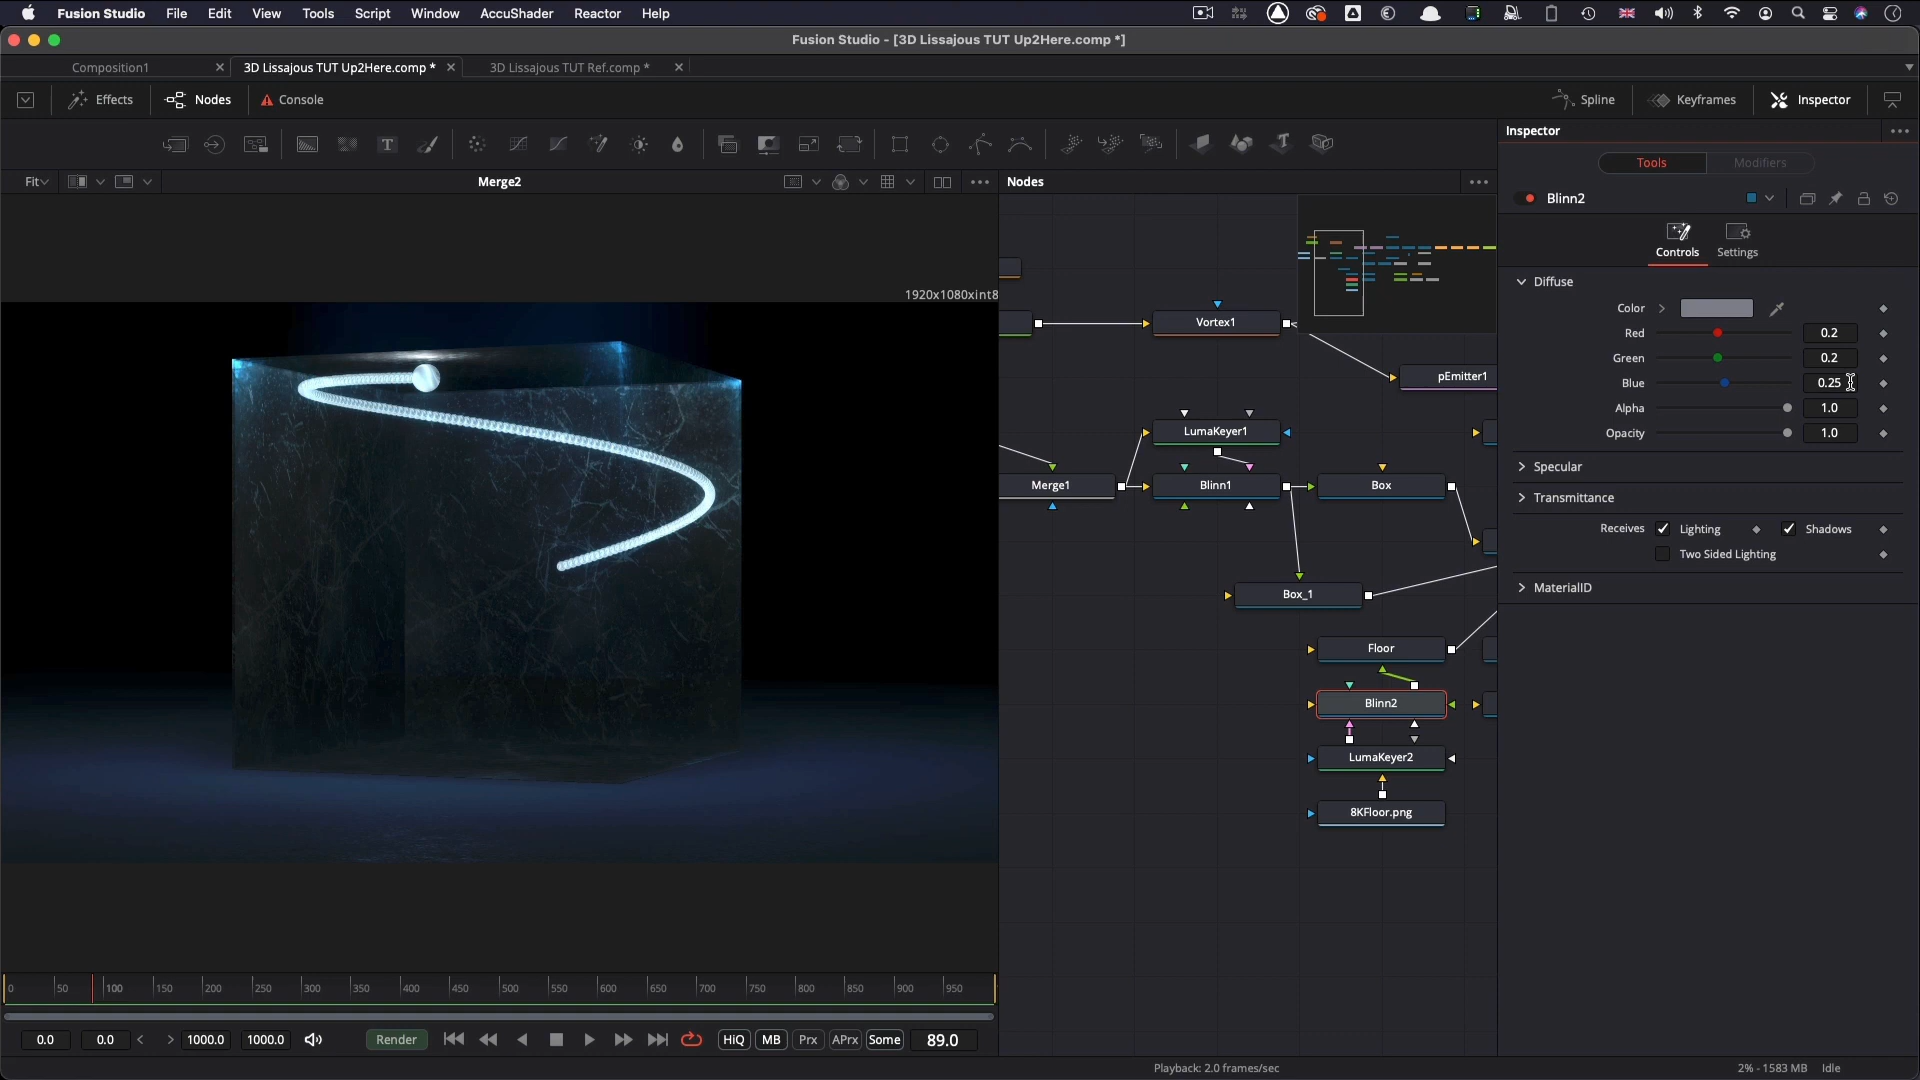 Fusion Studio File Edit View Tools Script Window AccuShader Reactor Help
Fusion Studio - [3D Lissajous TUT Up2Here.comp *]
Composition1 3D Lissajous TUT Up2Here.comp * 3D Lissajous TUT Ref.comp *
Effects Nodes Console Spline Keyframes Inspector
Inspector
Tools Modifiers
Fit Merge2 Nodes
Blinn2
Controls Settings
Diffuse
1920x1080xint8
Color
Vortex1
Red 0.2
Green 0.2
pEmitter1
Blue 0.25
Alpha 1.0
LumaKeyer1
Opacity 1.0
Specular
Merge1 Blinn1 Box
Transmittance
Receives Lighting Shadows
Two Sided Lighting
Box_1
MaterialID
Floor
Blinn2
LumaKeyer2
8KFloor.png
0 50 100 150 200 250 300 350 400 450 500 550 600 650 700 750 800 850 900 950
0.0 0.0 1000.0 1000.0 Render HiQ MB Prx APrx Some 89.0
Playback: 2.0 frames/sec 2% - 1583 MB Idle